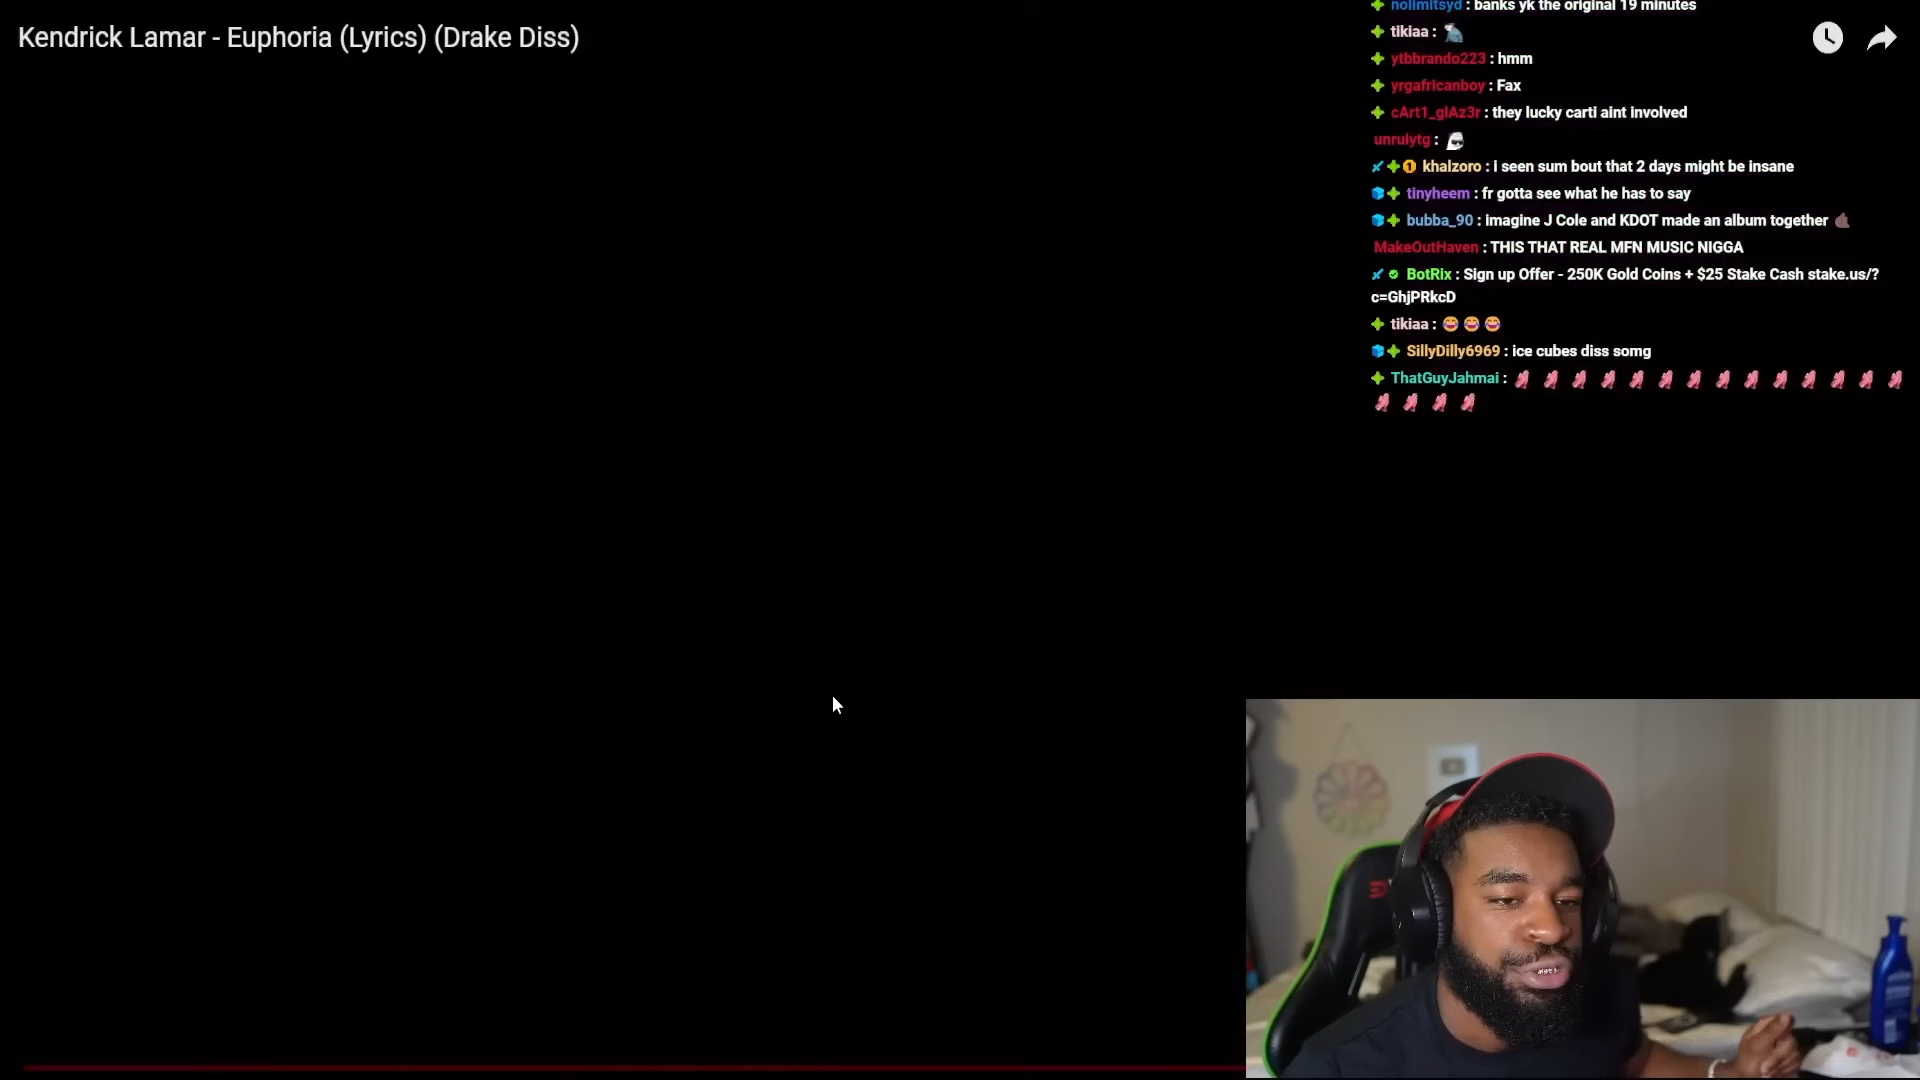 Kendrick Lamar - Euphoria (Lyrics) (Drake Diss)
nolimitsyd : banks yk the original 19 minutes
tikiaa :
ytbbrando223 : hmm
yrgafricanboy : Fax
cArt1_glAz3r : they lucky carti aint involved
unrulytg :
khalzoro : i seen sum bout that 2 days might be insane
tinyheem : fr gotta see what he has to say
bubba_90 : imagine J Cole and KDOT made an album together 🤙🏿
MakeOutHaven : THIS THAT REAL MFN MUSIC NIGGA
BotRix : Sign up Offer - 250K Gold Coins + $25 Stake Cash stake.us/?
c=GhjPRkcD
tikiaa : 😂 😂 😂
SillyDilly6969 : ice cubes diss somg
ThatGuyJahmai :